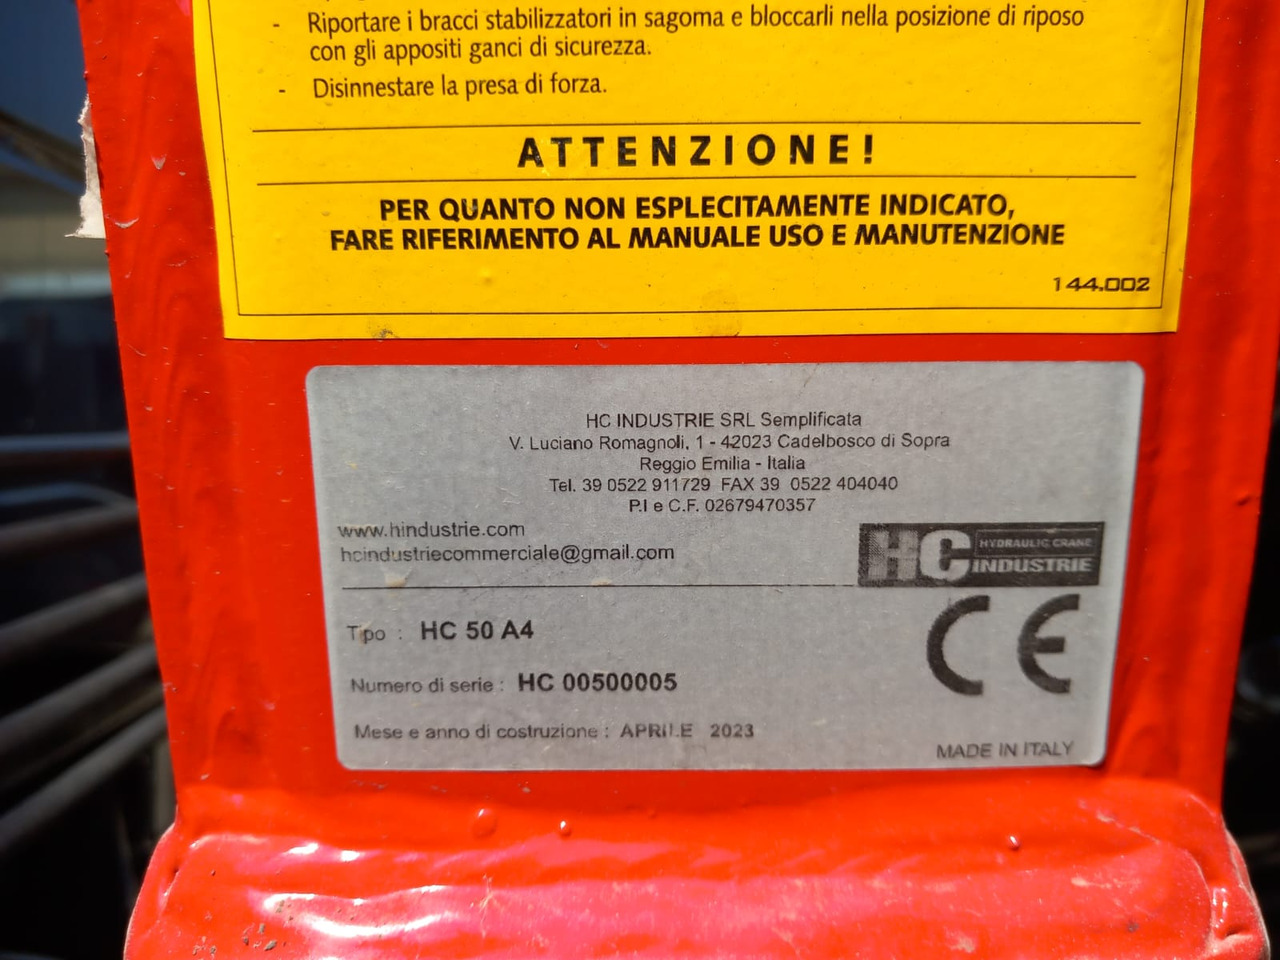 - Riportare i bracci stabilizzatori in sagoma e bloccarli nella posizione di riposo
con gli appositi ganci di sicurezza.
- Disinnestare la presa di forza.
ATTENZIONE!
PER QUANTO NON ESPLECITAMENTE INDICATO,
FARE RIFERIMENTO AL MANUALE USO E MANUTENZIONE
144.002
HC INDUSTRIE SRL Semplificata
V. Luciano Romagnoli, 1 - 42023 Cadelbosco di Sopra
Reggio Emilia - Italia
Tel. 39 0522 911729 FAX 39 0522 404040
P.I e C.F. 02679470357
www.hindustrie.com
hcindustriecommerciale@gmail.com
HC HYDRAULIC CRANE
INDUSTRIE
Tipo : HC 50 A4
CE
Numero di serie : HC 00500005
Mese e anno di costruzione : APRILE 2023
MADE IN ITALY